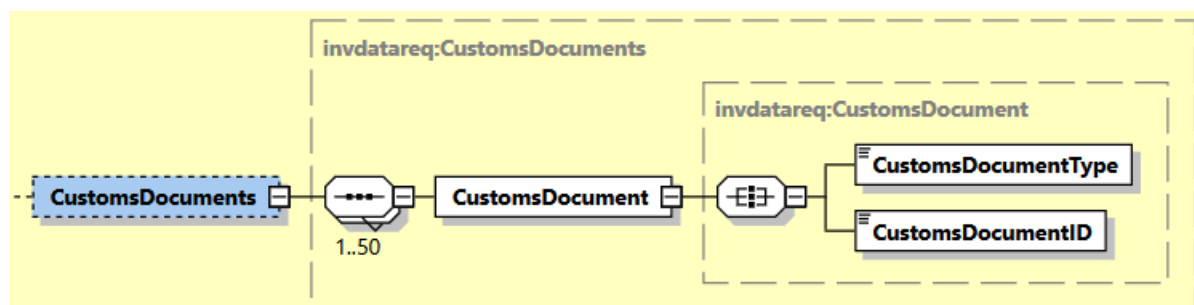 invdatareq:CustomsDocuments
invdatareq:CustomsDocument
CustomsDocumentType
CustomsDocuments
CustomsDocument
CustomsDocumentID
1..50